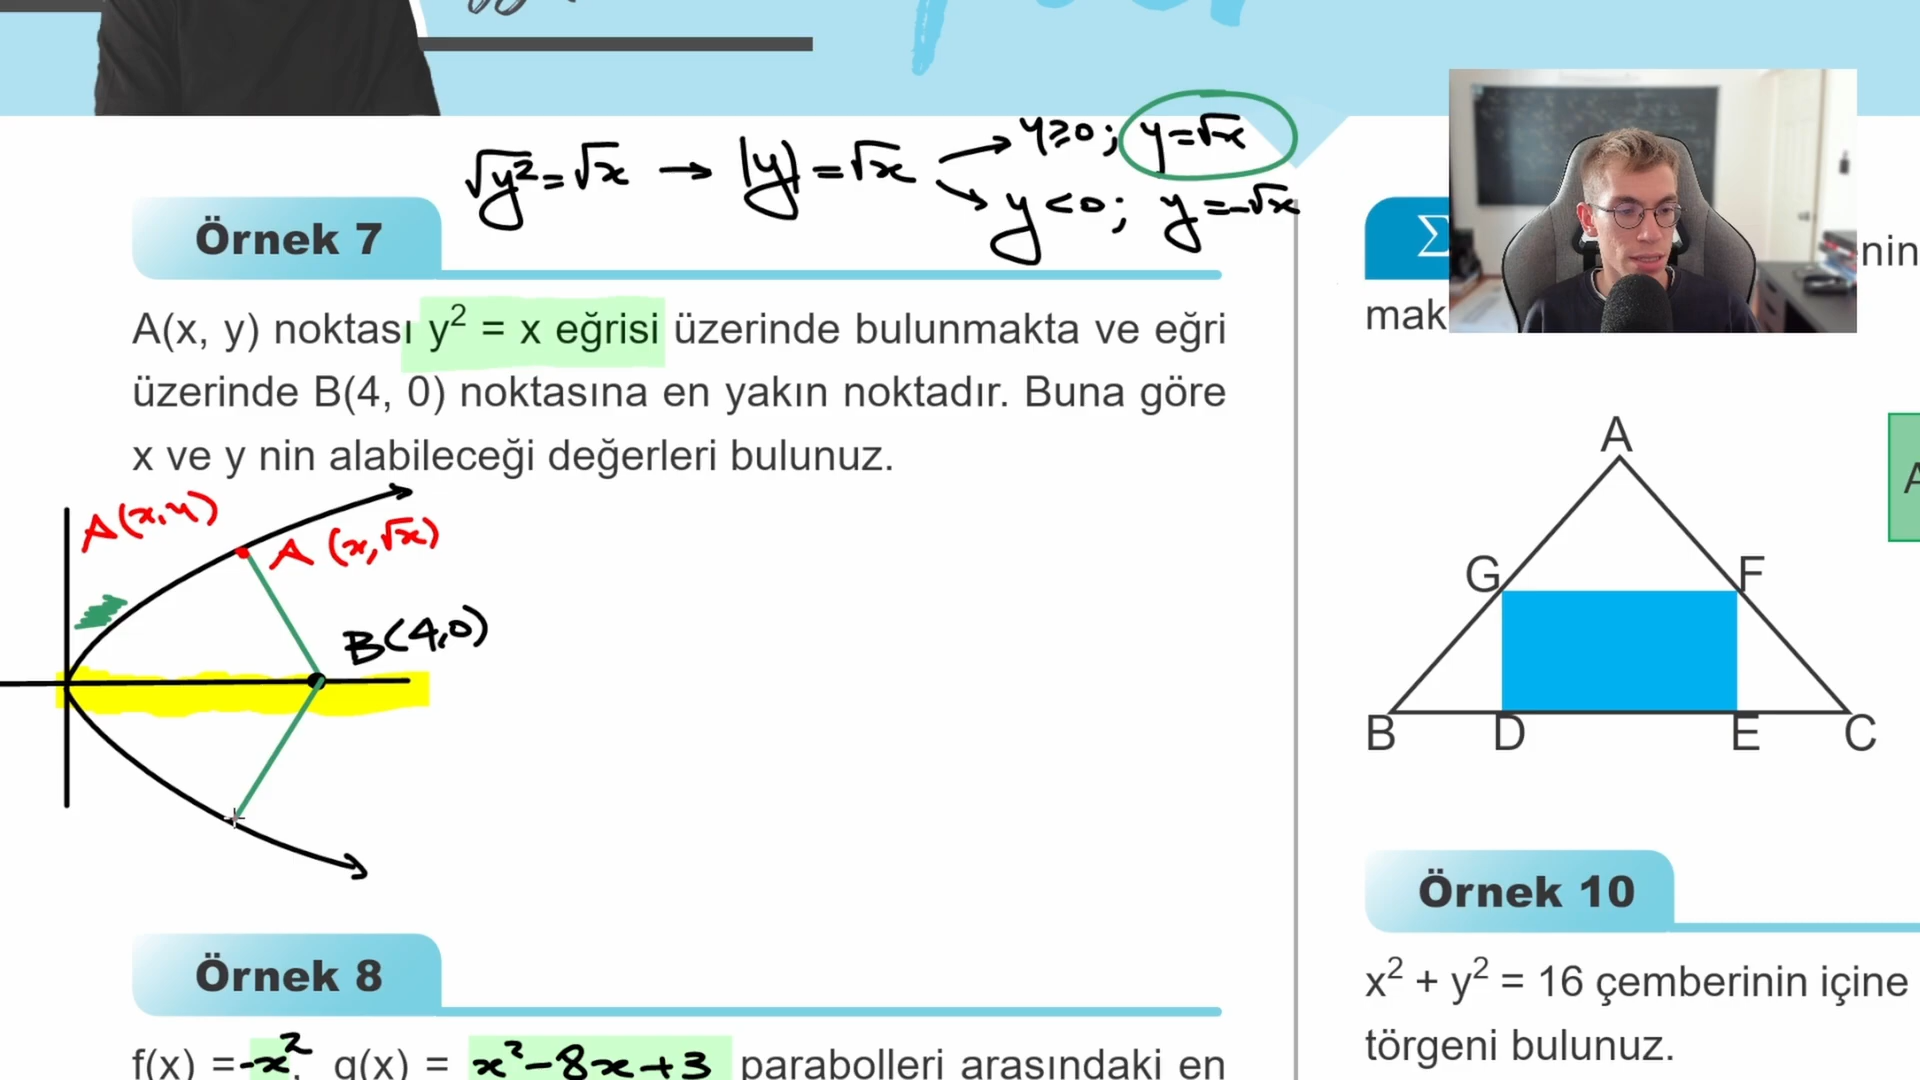 √y² = √x → |y| = √x → y≥0; y=√x
→ y<0; y=-√x
Örnek 7
A(x, y) noktası y² = x eğrisi üzerinde bulunmakta ve eğri
üzerinde B(4, 0) noktasına en yakın noktadır. Buna göre
x ve y nin alabileceği değerleri bulunuz.
A(x,y)
A (x,√x)
B(4,0)
Örnek 8
f(x) = -x², g(x) = x²-8x+3 parabolleri arasındaki en
Σ
nin
mak
A
G
F
B
D
E
C
A
Örnek 10
x² + y² = 16 çemberinin içine
törgeni bulunuz.